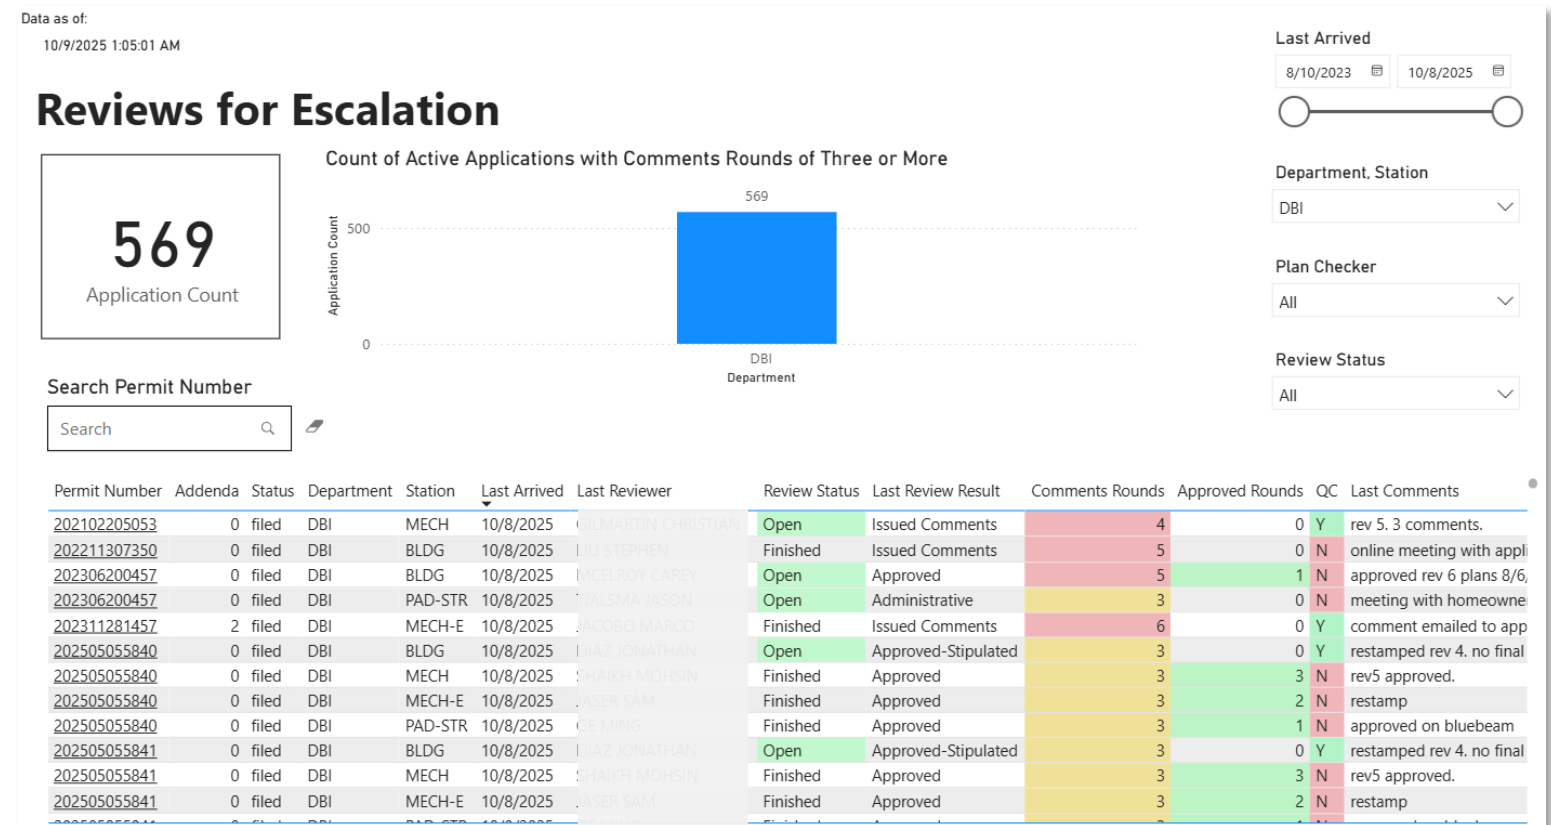 Data as of:
10/9/2025 1:05:01 AM
Reviews for Escalation
569
Application Count
Count of Active Applications with Comments Rounds of Three or More
569
Application Count
500
0
DBI
Department
Last Arrived
8/10/2023 10/8/2025
Department, Station
DBI
Plan Checker
All
Review Status
All
Search Permit Number
Search
Permit Number Addenda Status Department Station Last Arrived Last Reviewer Review Status Last Review Result Comments Rounds Approved Rounds QC Last Comments
202102205053 0 filed DBI MECH 10/8/2025 Open Issued Comments 4 0 Y rev 5. 3 comments.
202211307350 0 filed DBI BLDG 10/8/2025 Finished Issued Comments 5 0 N online meeting with appli
202306200457 0 filed DBI BLDG 10/8/2025 Open Approved 5 1 N approved rev 6 plans 8/6/
202306200457 0 filed DBI PAD-STR 10/8/2025 Open Administrative 3 0 N meeting with homeowne
202311281457 2 filed DBI MECH-E 10/8/2025 Finished Issued Comments 6 0 Y comment emailed to app
202505055840 0 filed DBI BLDG 10/8/2025 Open Approved-Stipulated 3 0 Y restamped rev 4. no final
202505055840 0 filed DBI MECH 10/8/2025 Finished Approved 3 3 N rev5 approved.
202505055840 0 filed DBI MECH-E 10/8/2025 Finished Approved 3 2 N restamp
202505055840 0 filed DBI PAD-STR 10/8/2025 Finished Approved 3 1 N approved on bluebeam
202505055841 0 filed DBI BLDG 10/8/2025 Open Approved-Stipulated 3 0 Y restamped rev 4. no final
202505055841 0 filed DBI MECH 10/8/2025 Finished Approved 3 3 N rev5 approved.
202505055841 0 filed DBI MECH-E 10/8/2025 Finished Approved 3 2 N restamp